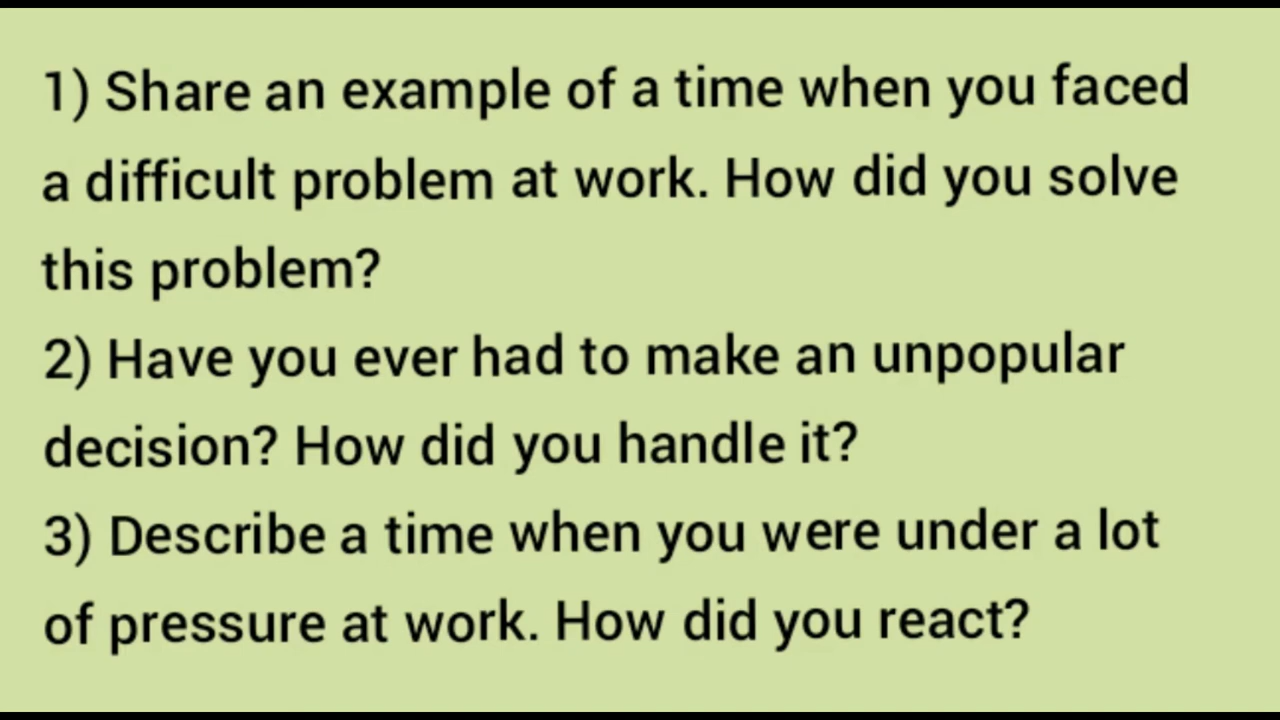 1) Share an example of a time when you faced
a difficult problem at work. How did you solve
this problem?
2) Have you ever had to make an unpopular
decision? How did you handle it?
3) Describe a time when you were under a lot
of pressure at work. How did you react?